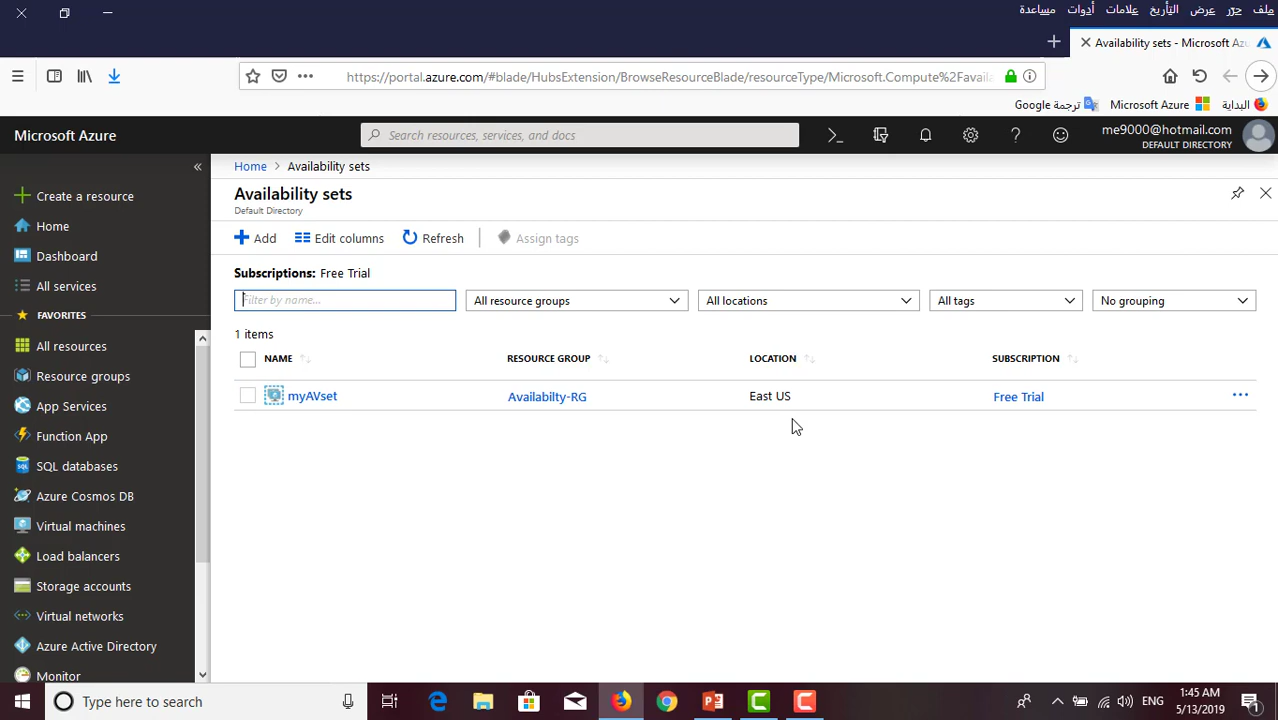 ملف حرّر عرض التأريخ علامات أدوات مساعدة
Availability sets - Microsoft Azu
https://portal.azure.com/#blade/HubsExtension/BrowseResourceBlade/resourceType/Microsoft.Compute%2Favaila
البداية Microsoft Azure ترجمة Google
Microsoft Azure
Search resources, services, and docs
me9000@hotmail.com
DEFAULT DIRECTORY
Create a resource
Home
Dashboard
All services
FAVORITES
All resources
Resource groups
App Services
Function App
SQL databases
Azure Cosmos DB
Virtual machines
Load balancers
Storage accounts
Virtual networks
Azure Active Directory
Monitor
Home > Availability sets
Availability sets
Default Directory
Add Edit columns Refresh Assign tags
Subscriptions: Free Trial
Filter by name... All resource groups All locations All tags No grouping
1 items
NAME RESOURCE GROUP LOCATION SUBSCRIPTION
myAVset Availabilty-RG East US Free Trial
Type here to search
ENG
1:45 AM
5/13/2019
1